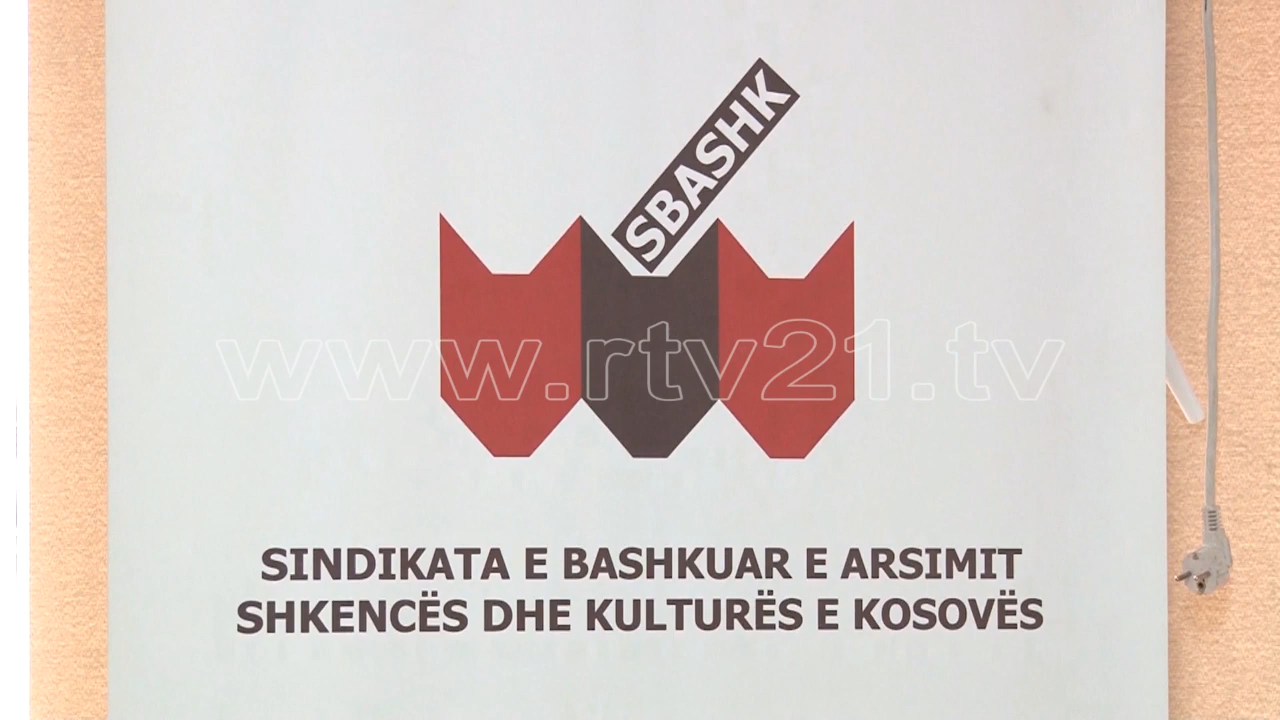 SBASHK
www.rtv21.tv
SINDIKATA E BASHKUAR E ARSIMIT
SHKENCËS DHE KULTURËS E KOSOVËS